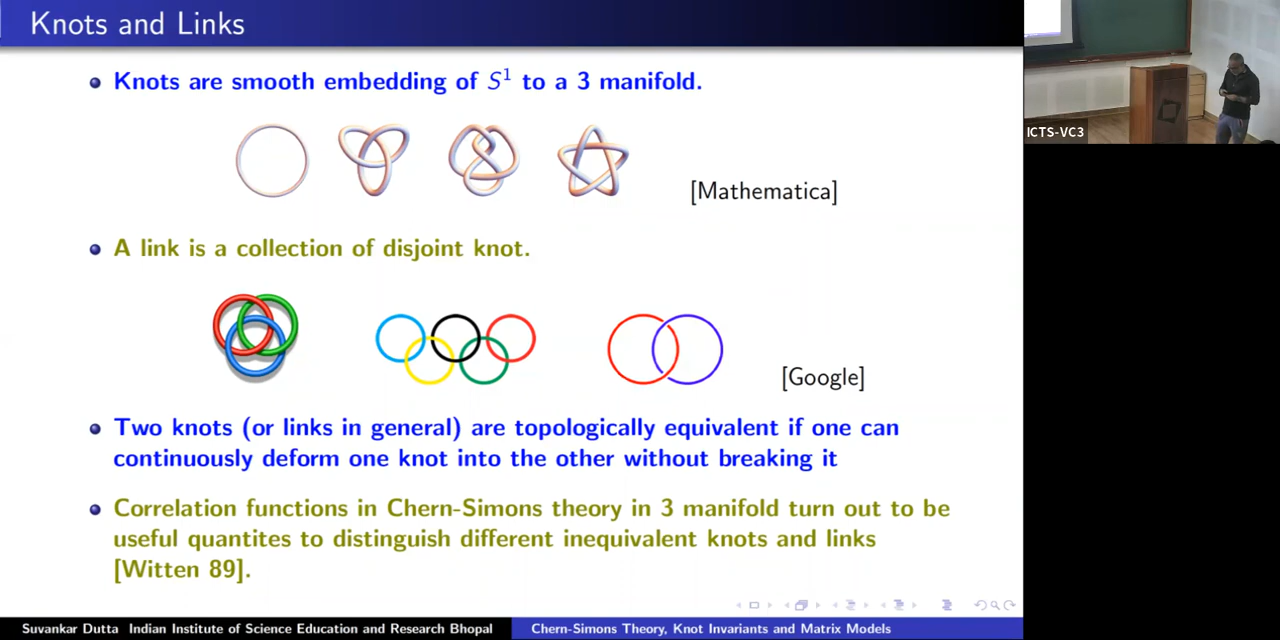 Knots and Links
Knots are smooth embedding of S¹ to a 3 manifold.
[Mathematica]
A link is a collection of disjoint knot.
[Google]
Two knots (or links in general) are topologically equivalent if one can
continuously deform one knot into the other without breaking it
Correlation functions in Chern-Simons theory in 3 manifold turn out to be
useful quantites to distinguish different inequivalent knots and links
[Witten 89].
Suvankar Dutta Indian Institute of Science Education and Research Bhopal
Chern-Simons Theory, Knot Invariants and Matrix Models
ICTS-VC3